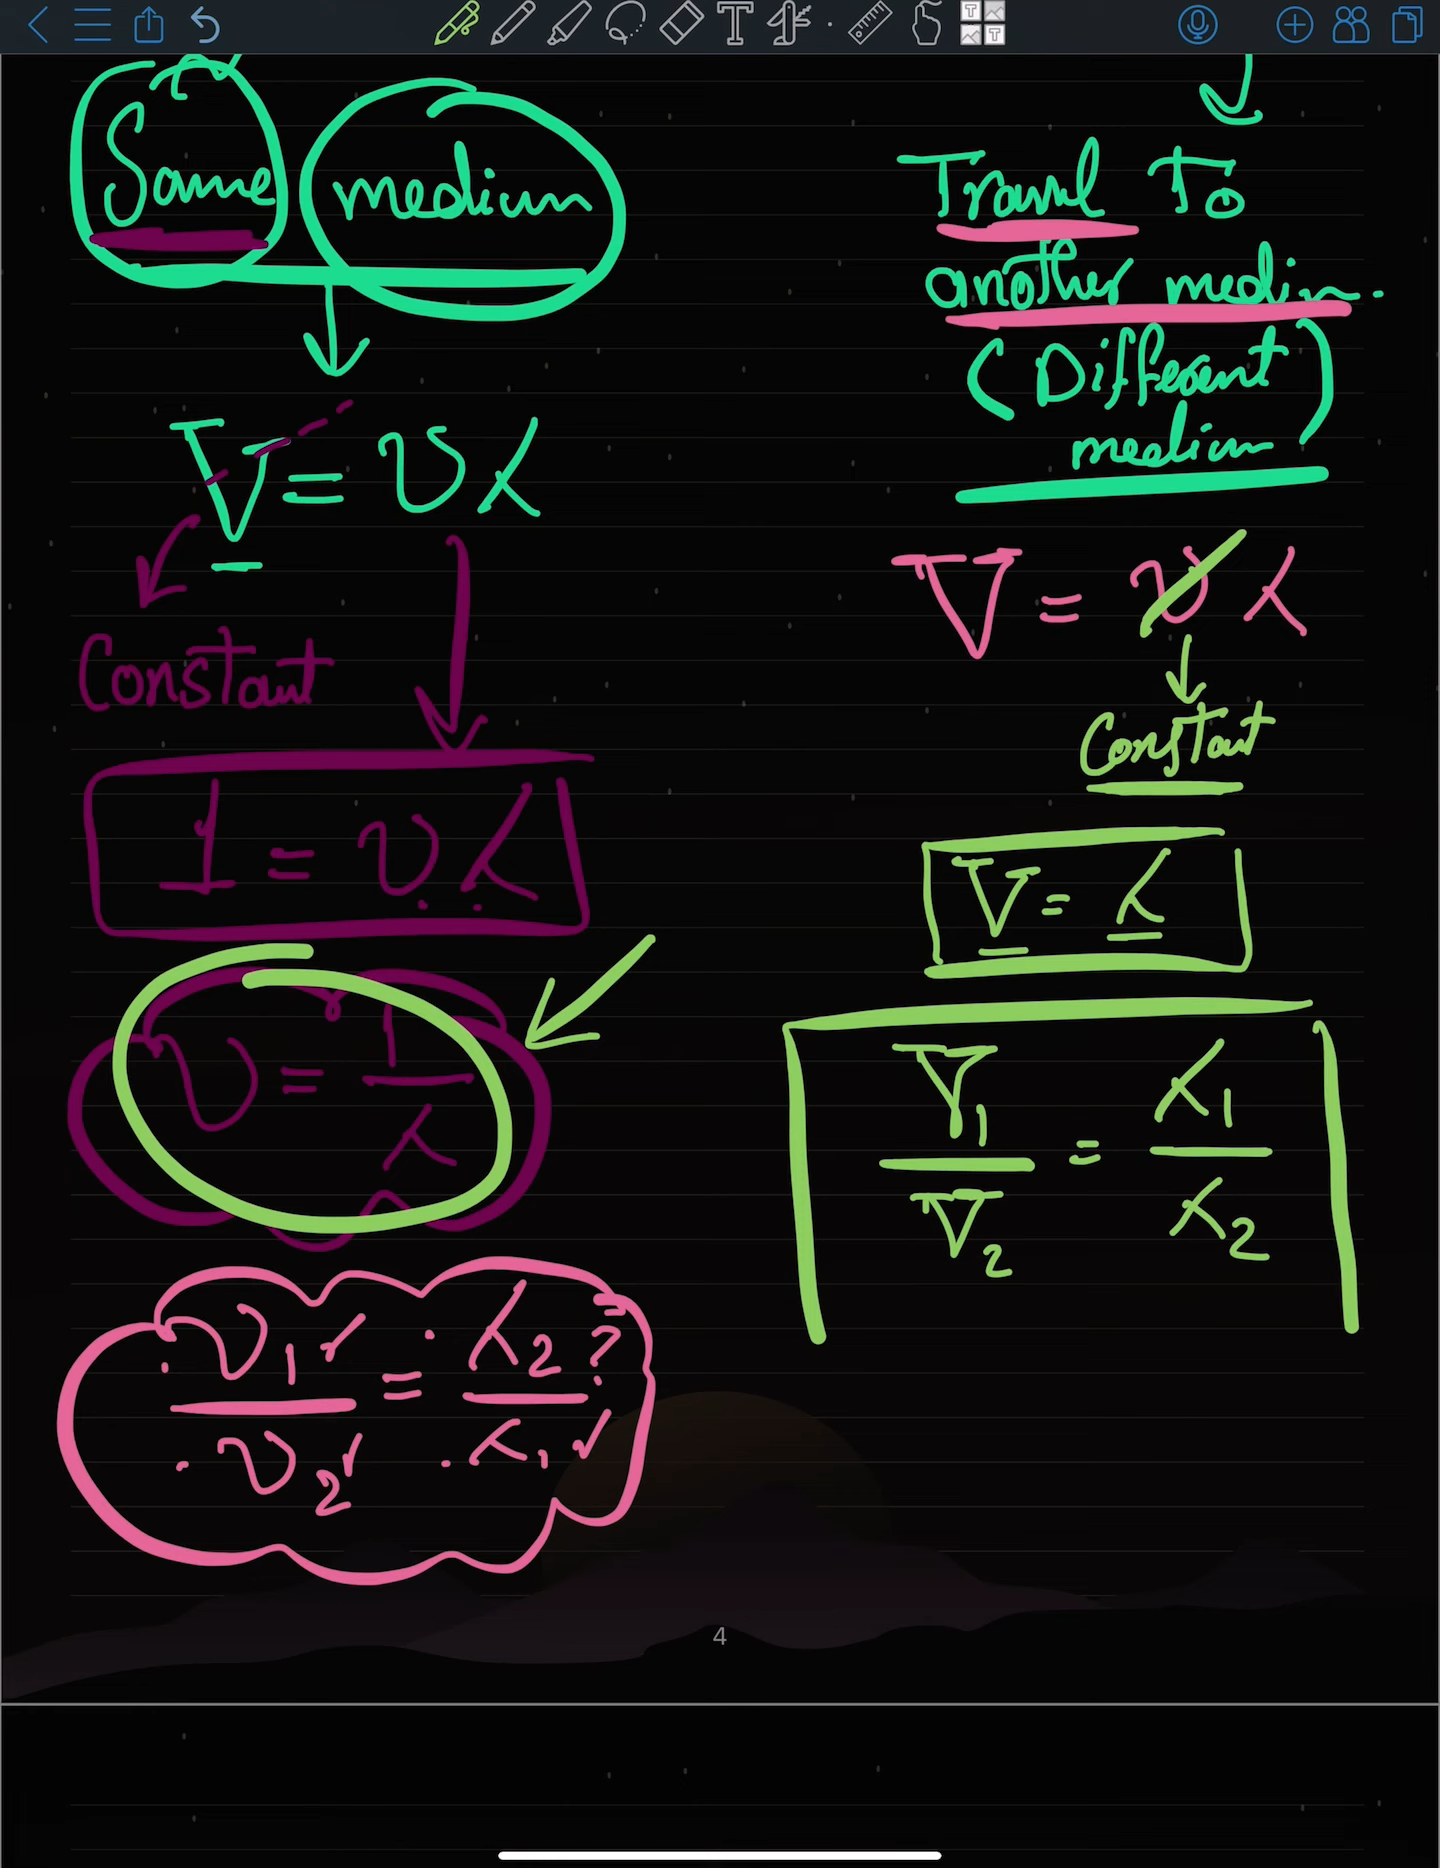 Same medium
V = υλ
Constant
1 = υλ
υ = 1/λ
υ1/υ2 = λ2/λ1 ?
Travel To
another medium.
(Different
medium)
V = υλ
Constant
V = λ
V1/V2 = λ1/λ2
4